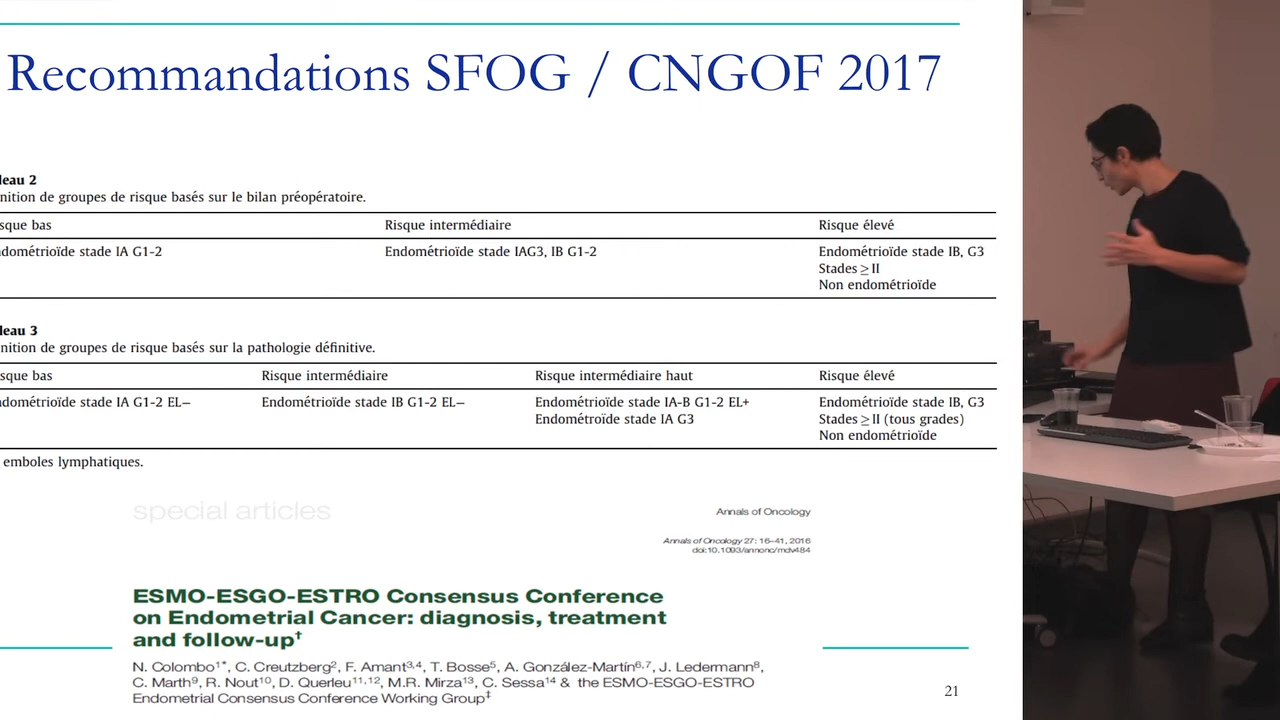 Recommandations SFOG / CNGOF 2017
leau 2
nition de groupes de risque basés sur le bilan préopératoire.
sque bas Risque intermédiaire Risque élevé
ndométrioïde stade IA G1-2 Endométrioïde stade IAG3, IB G1-2 Endométrioïde stade IB, G3
Stades ≥ II
Non endométrioïde
leau 3
nition de groupes de risque basés sur la pathologie définitive.
sque bas Risque intermédiaire Risque intermédiaire haut Risque élevé
ndométrioïde stade IA G1-2 EL− Endométrioïde stade IB G1-2 EL− Endométrioïde stade IA-B G1-2 EL+ Endométrioïde stade IB, G3
Endométroïde stade IA G3 Stades ≥ II (tous grades)
Non endométrioïde
emboles lymphatiques.
special articles
Annals of Oncology
Annals of Oncology 27: 16–41, 2016
doi:10.1093/annonc/mdv484
ESMO-ESGO-ESTRO Consensus Conference
on Endometrial Cancer: diagnosis, treatment
and follow-up†
N. Colombo1*, C. Creutzberg2, F. Amant3,4, T. Bosse5, A. González-Martín6,7, J. Ledermann8,
C. Marth9, R. Nout10, D. Querleu11,12, M.R. Mirza13, C. Sessa14 & the ESMO-ESGO-ESTRO
Endometrial Consensus Conference Working Group‡
21